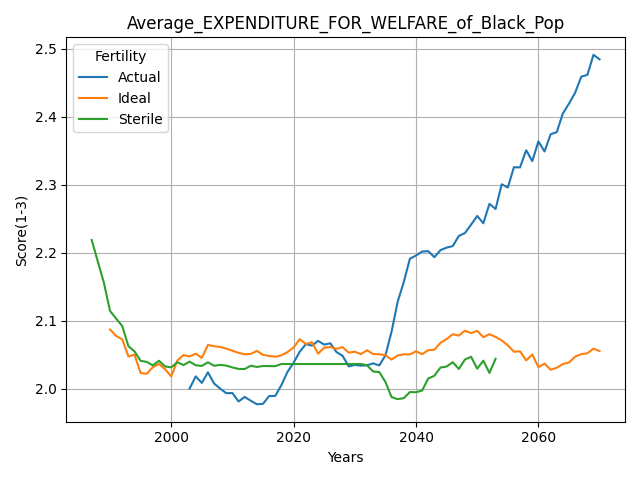 Average_EXPENDITURE_FOR_WELFARE_of_Black_Pop
Fertility
Actual
Ideal
Sterile
Score(1-3)
2.5
2.4
2.3
2.2
2.1
2.0
2000
2020
2040
2060
Years